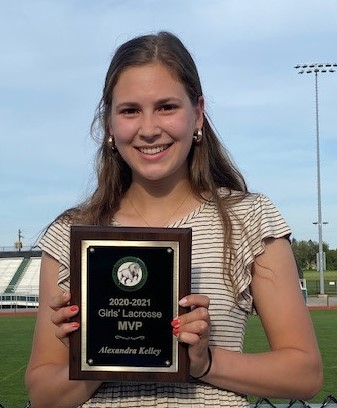 2020-2021
Girls' Lacrosse
MVP
Alexandra Kelley